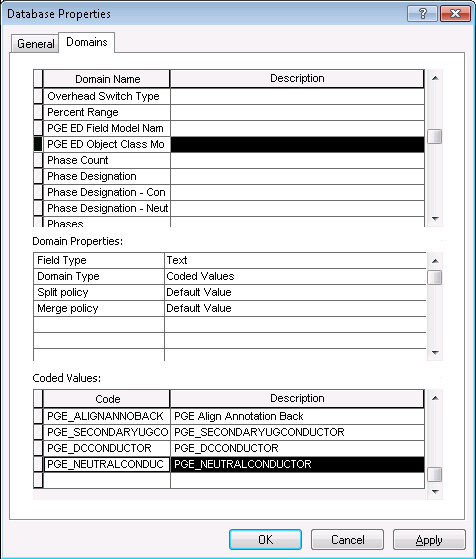 Database Properties
General Domains
Domain Name Description
Overhead Switch Type
Percent Range
PGE ED Field Model Nam
PGE ED Object Class Mo
Phase Count
Phase Designation
Phase Designation - Con
Phase Designation - Neut
Phases
Domain Properties:
Field Type Text
Domain Type Coded Values
Split policy Default Value
Merge policy Default Value
Coded Values:
Code Description
PGE_ALIGNANNOBACK PGE Align Annotation Back
PGE_SECONDARYUGCO PGE_SECONDARYUGCONDUCTOR
PGE_DCCONDUCTOR PGE_DCCONDUCTOR
PGE_NEUTRALCONDUC PGE_NEUTRALCONDUCTOR
OK Cancel Apply